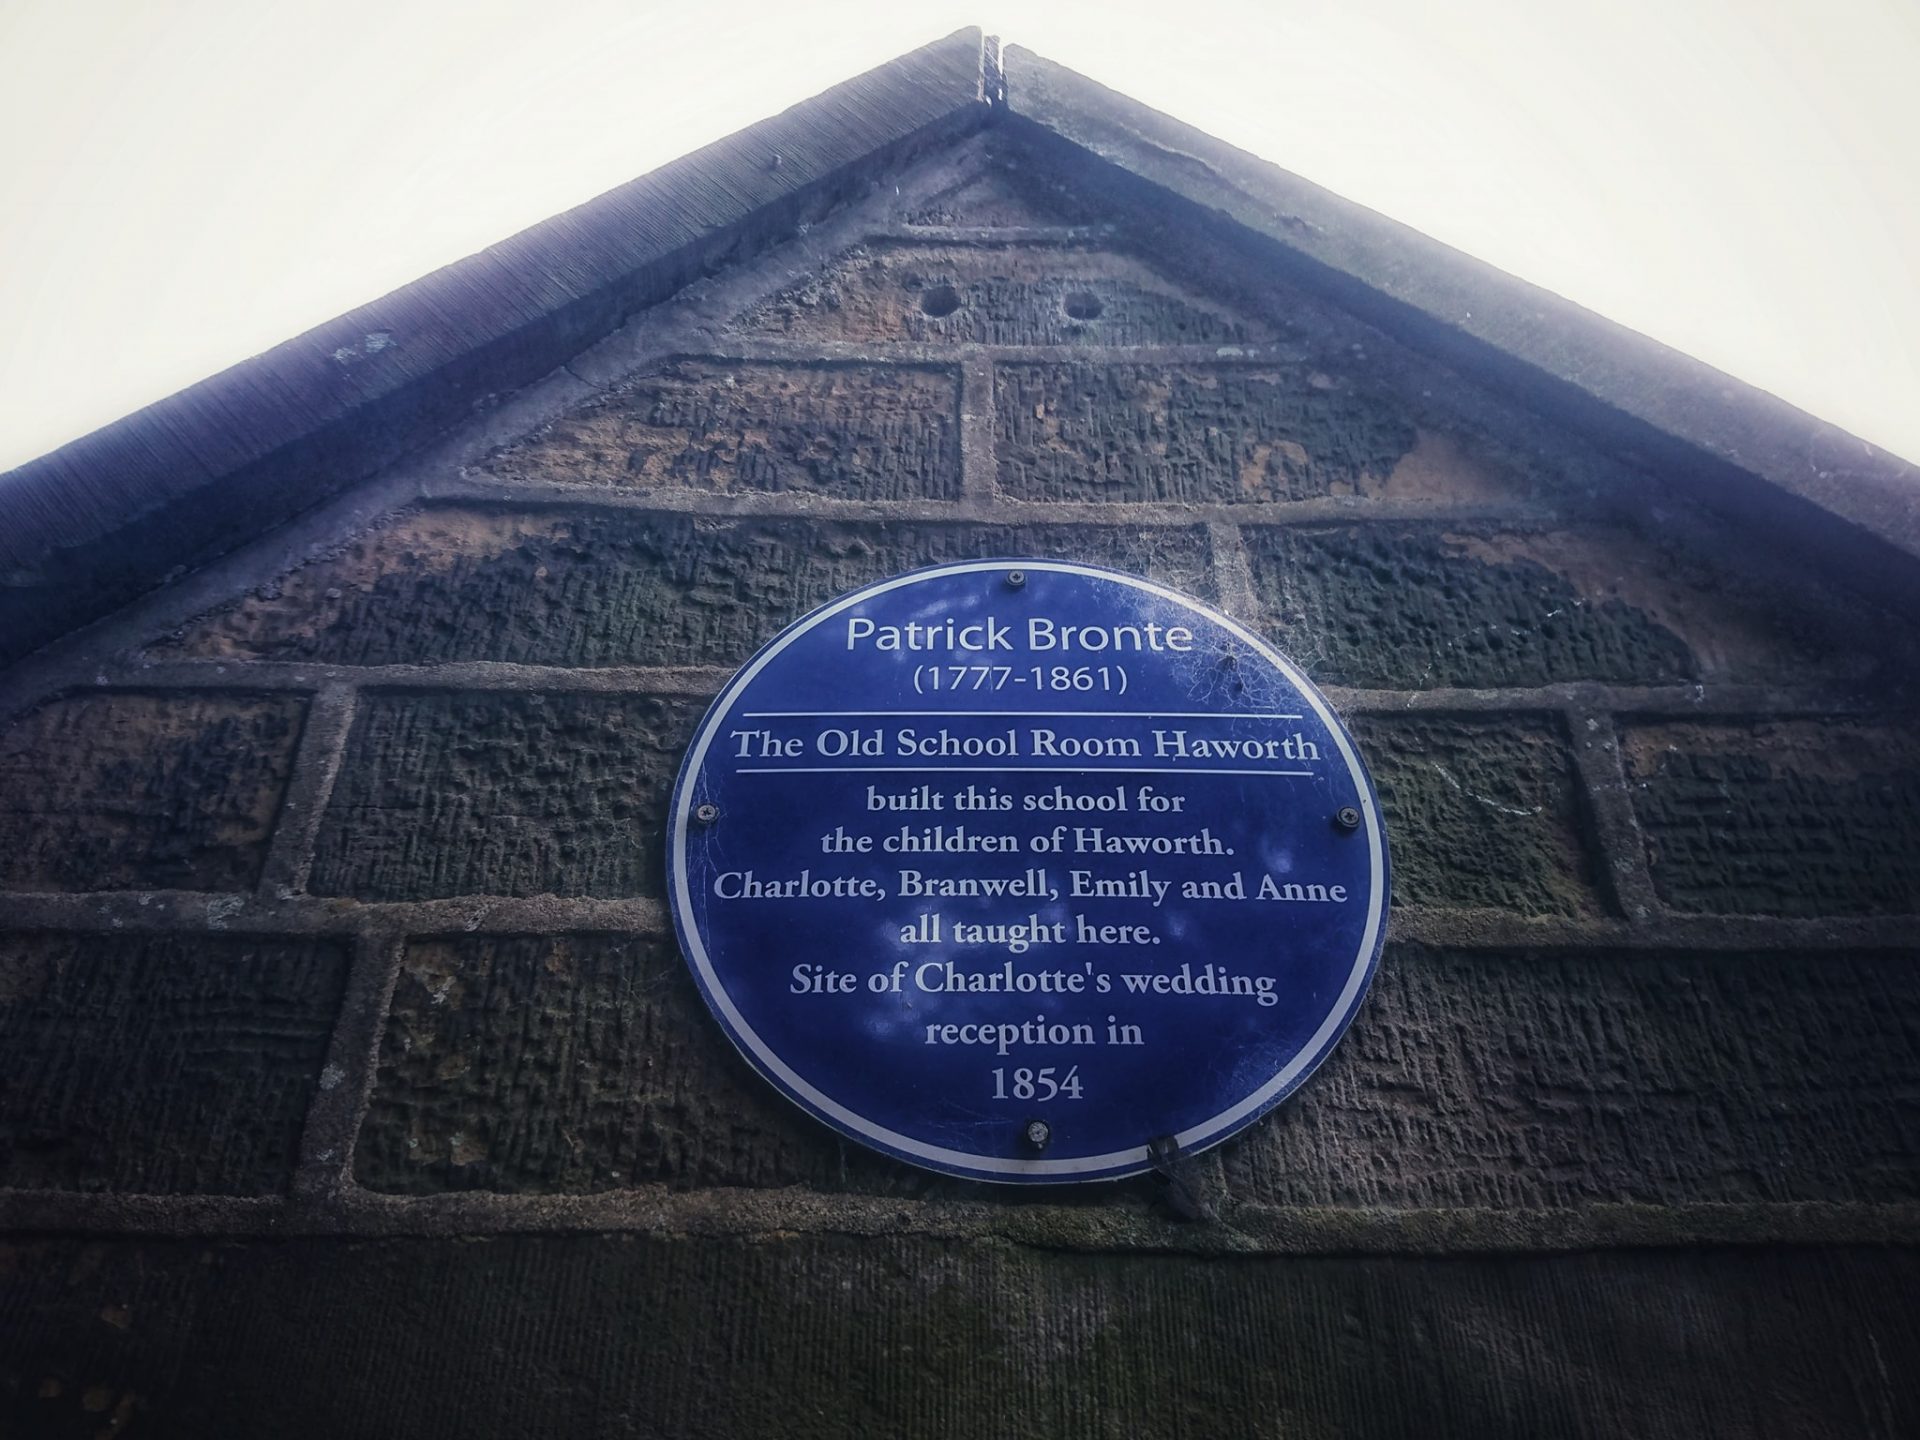 Patrick Bronte
(1777-1861)
The Old School Room Haworth
built this school for
the children of Haworth.
Charlotte, Branwell, Emily and Anne
all taught here.
Site of Charlotte's wedding
reception in
1854